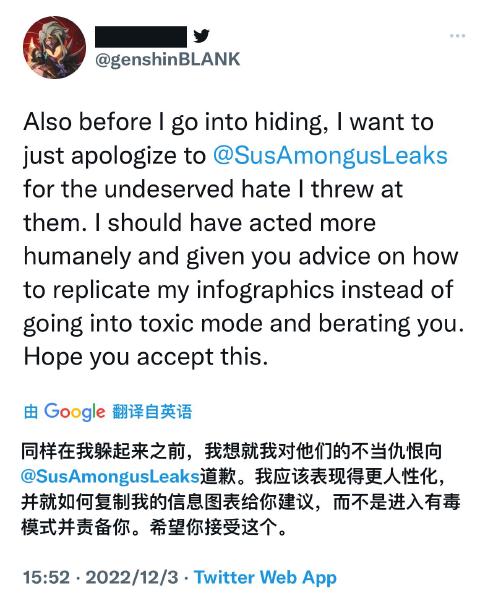 @genshinBLANK
Also before I go into hiding, I want to
just apologize to @SusAmongusLeaks
for the undeserved hate I threw at
them. I should have acted more
humanely and given you advice on how
to replicate my infographics instead of
going into toxic mode and berating you.
Hope you accept this.
由 Google 翻译自英语
同样在我躲起来之前，我想就我对他们的不当仇恨向
@SusAmongusLeaks道歉。我应该表现得更人性化，
并就如何复制我的信息图表给你建议，而不是进入有毒
模式并责备你。希望你接受这个。
15:52 · 2022/12/3 · Twitter Web App